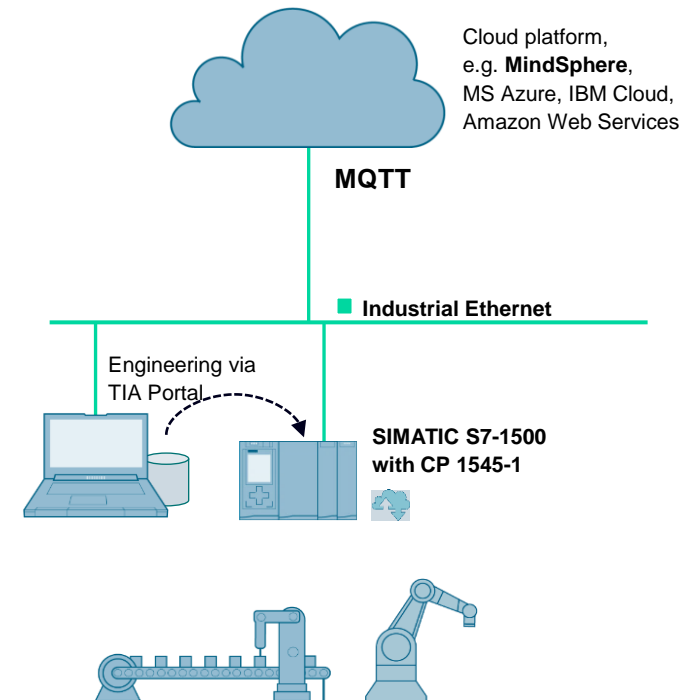 Cloud platform,
e.g. MindSphere,
MS Azure, IBM Cloud,
Amazon Web Services
MQTT
Industrial Ethernet
Engineering via
TIA Portal
SIMATIC S7-1500
with CP 1545-1